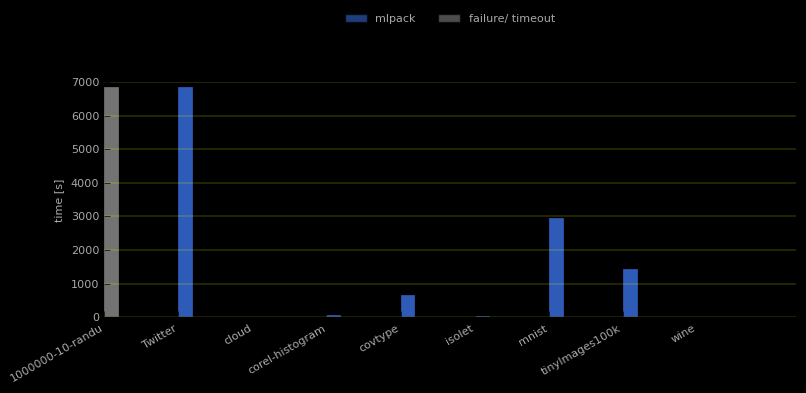 mlpack failure/ timeout
7000
6000
5000
4000
3000
2000
1000
0
time [s]
1000000-10-randu
Twitter
cloud
corel-histogram
covtype
isolet
mnist
tinyImages100k
wine